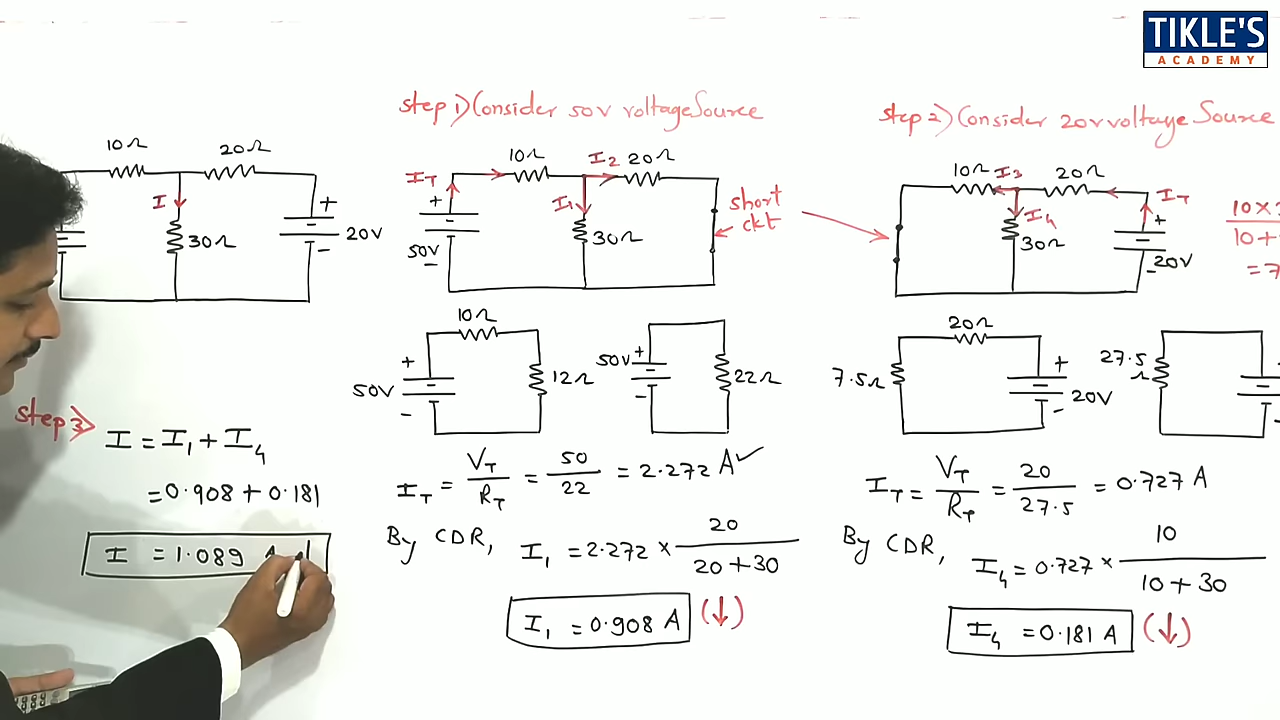 TIKLE'S
ACADEMY
10Ω
20Ω
I
30Ω
+
-
20V
Step 1) Consider 50V voltage Source
10Ω
I2 20Ω
IT
+
I1
30Ω
50V
-
short
ckt
10Ω
+
50V
-
12Ω
50V +
-
22Ω
IT = VT/RT = 50/22 = 2.272 A ✓
By CDR, I1 = 2.272 × 20/(20+30)
I1 = 0.908 A (↓)
Step 2) Consider 20V voltage Source
10Ω I3
20Ω
IT
I4
30Ω
+
-20V
10×
10+
=7
20Ω
7.5Ω
+
-
20V
27.5
Ω
IT = VT/RT = 20/27.5 = 0.727 A
By CDR, I4 = 0.727 × 10/(10+30)
I4 = 0.181 A (↓)
Step 3)
I = I1 + I4
=0.908 + 0.181
I = 1.089 A